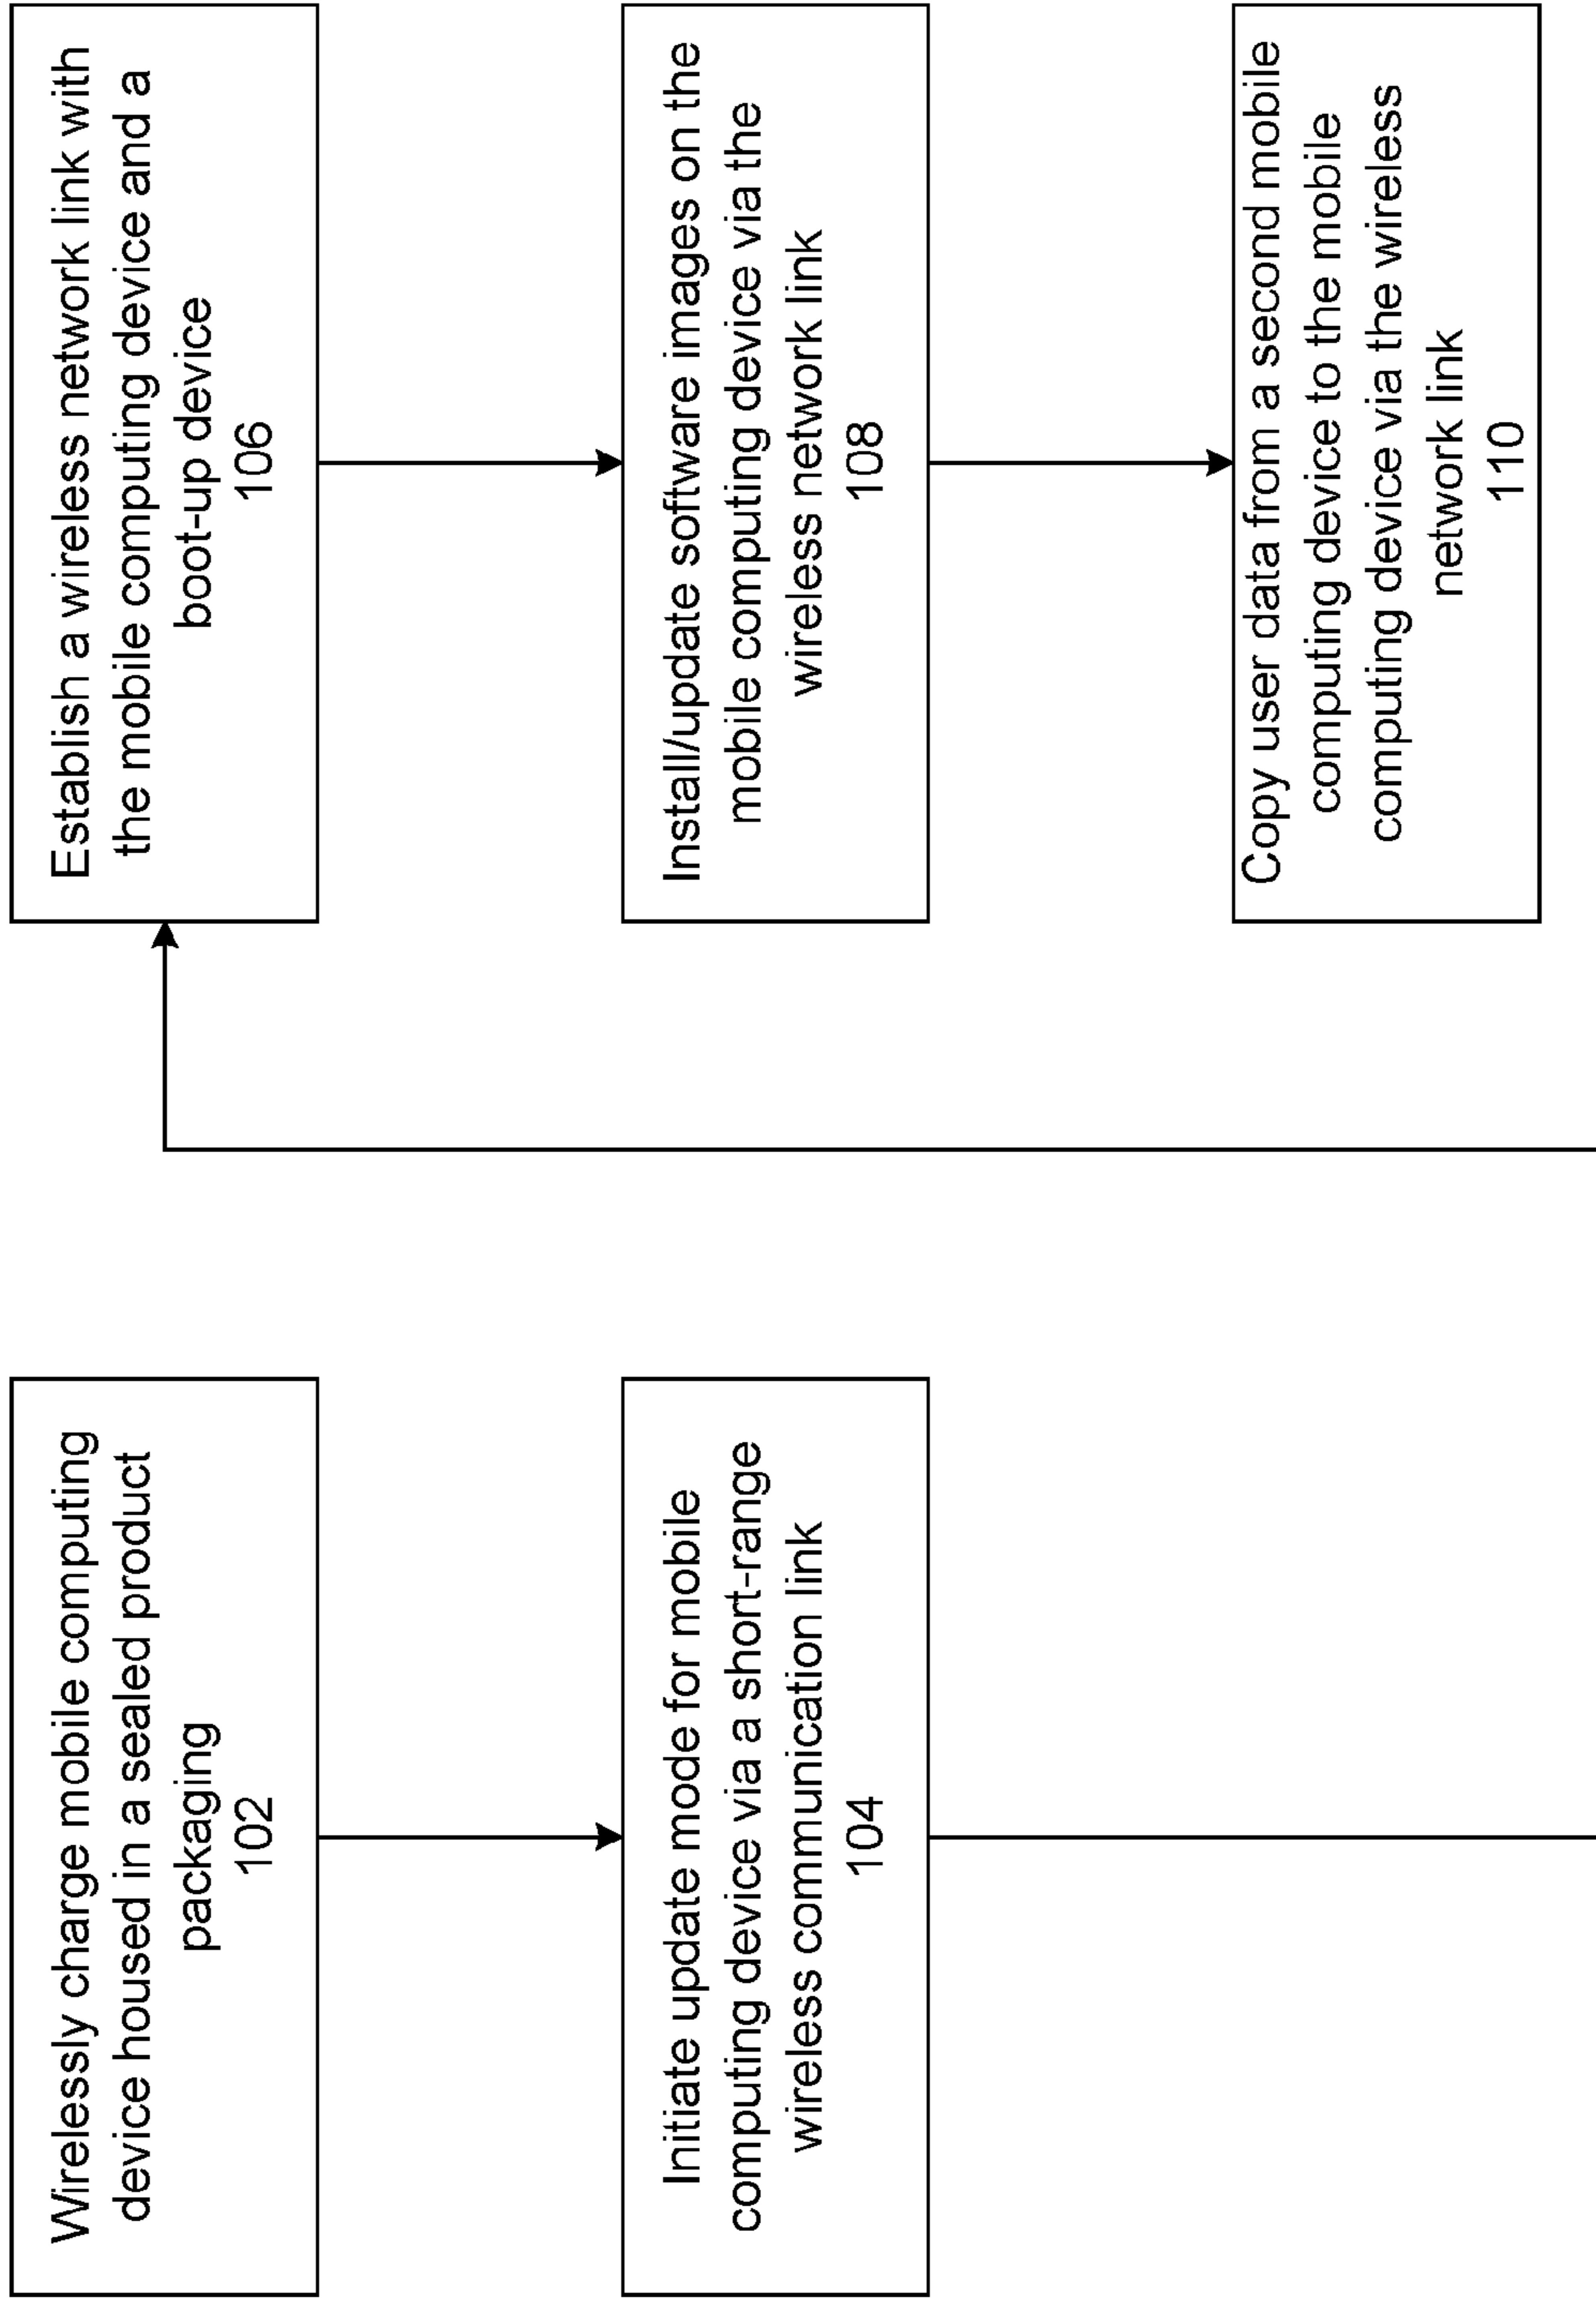 Wirelessly charge mobile computing
device housed in a sealed product
packaging
102
Initiate update mode for mobile
computing device via a short-range
wireless communication link
104
Establish a wireless network link with
the mobile computing device and a
boot-up device
106
Install/update software images on the
mobile computing device via the
wireless network link
108
Copy user data from a second mobile
computing device to the mobile
computing device via the wireless
network link
110